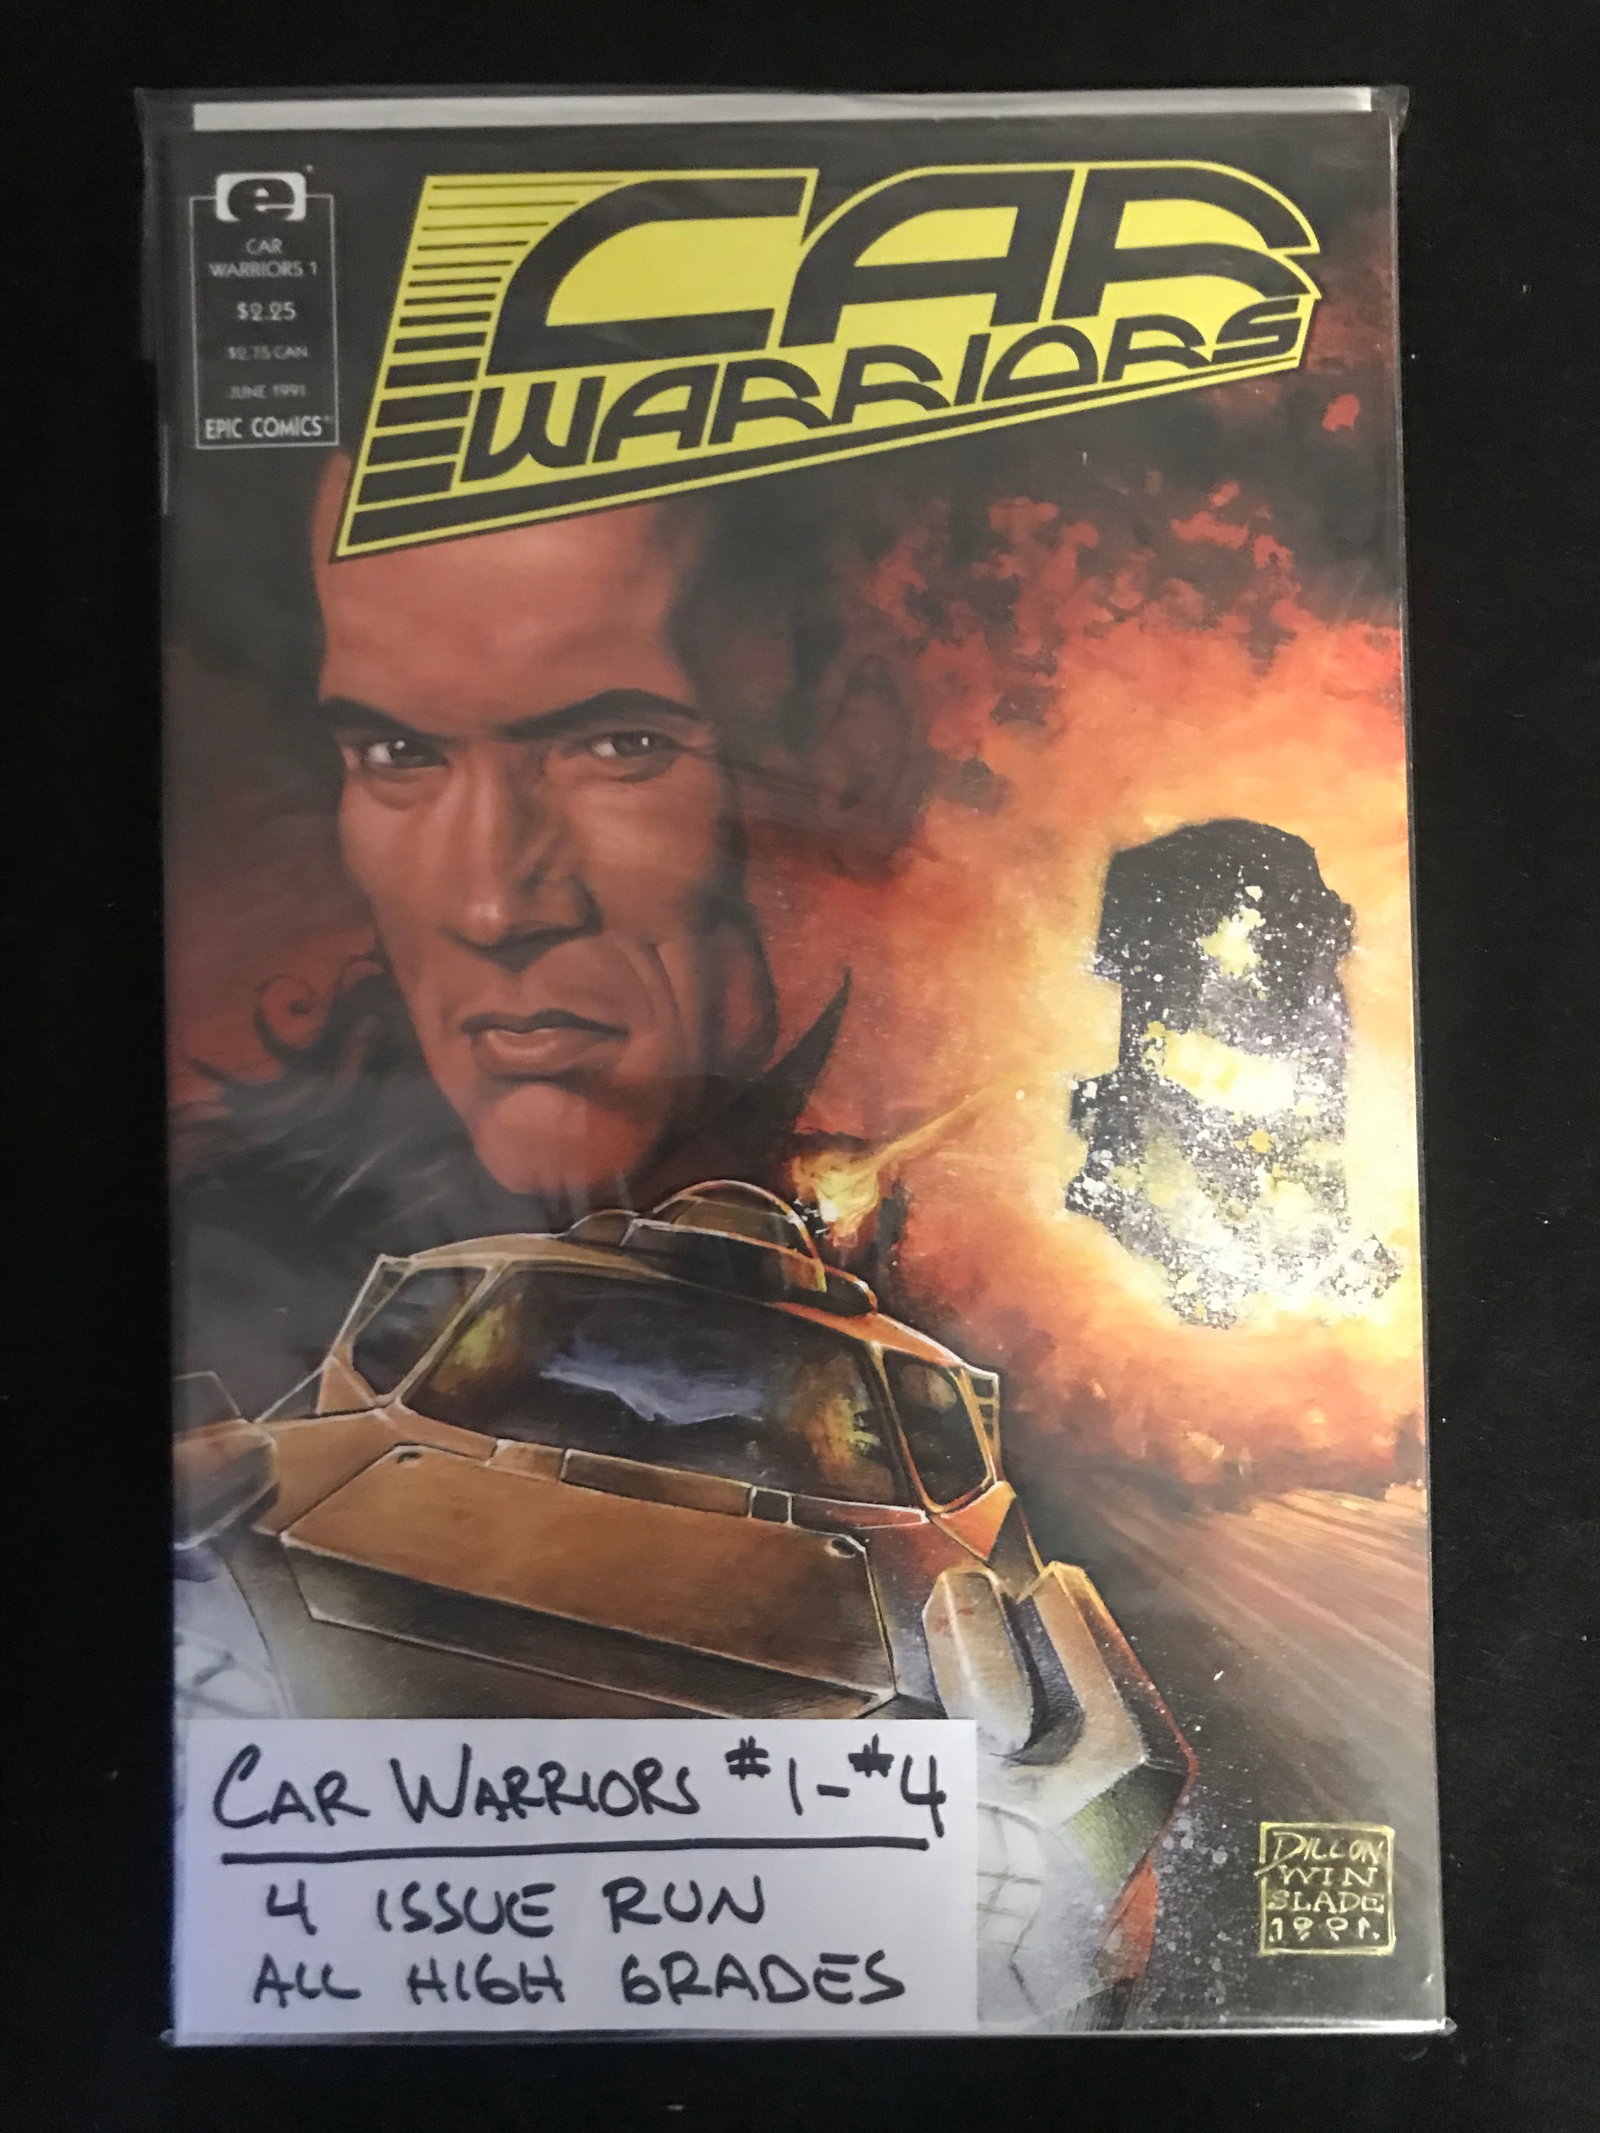 e
CAR
WARRIORS 1
$2.25
$2.75 CAN
JUNE 1991
EPIC COMICS™
CAR
WARRIORS
CAR WARRIORS #1-#4
4 ISSUE RUN
ALL HIGH GRADES
DILLON
WIN
SLADE
1991.